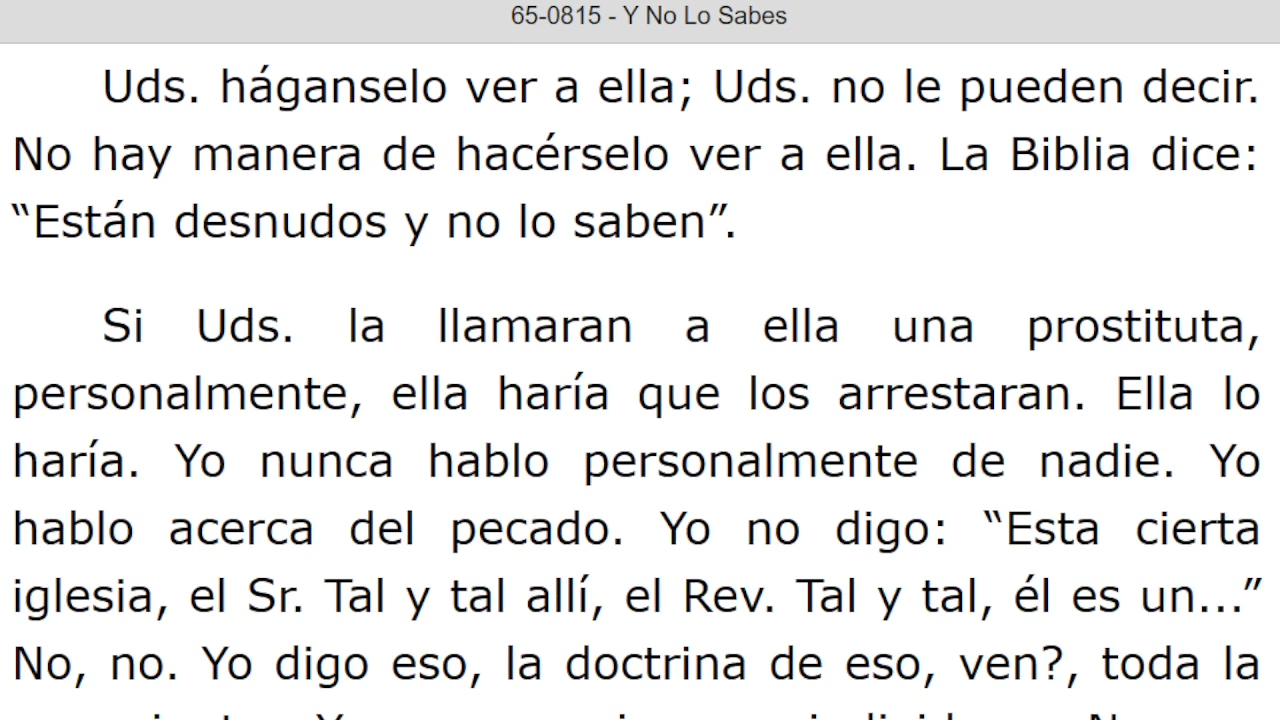 65-0815 - Y No Lo Sabes
Uds. háganselo ver a ella; Uds. no le pueden decir.
No hay manera de hacérselo ver a ella. La Biblia dice:
“Están desnudos y no lo saben”.
Si Uds. la llamaran a ella una prostituta,
personalmente, ella haría que los arrestaran. Ella lo
haría. Yo nunca hablo personalmente de nadie. Yo
hablo acerca del pecado. Yo no digo: “Esta cierta
iglesia, el Sr. Tal y tal allí, el Rev. Tal y tal, él es un...”
No, no. Yo digo eso, la doctrina de eso, ven?, toda la